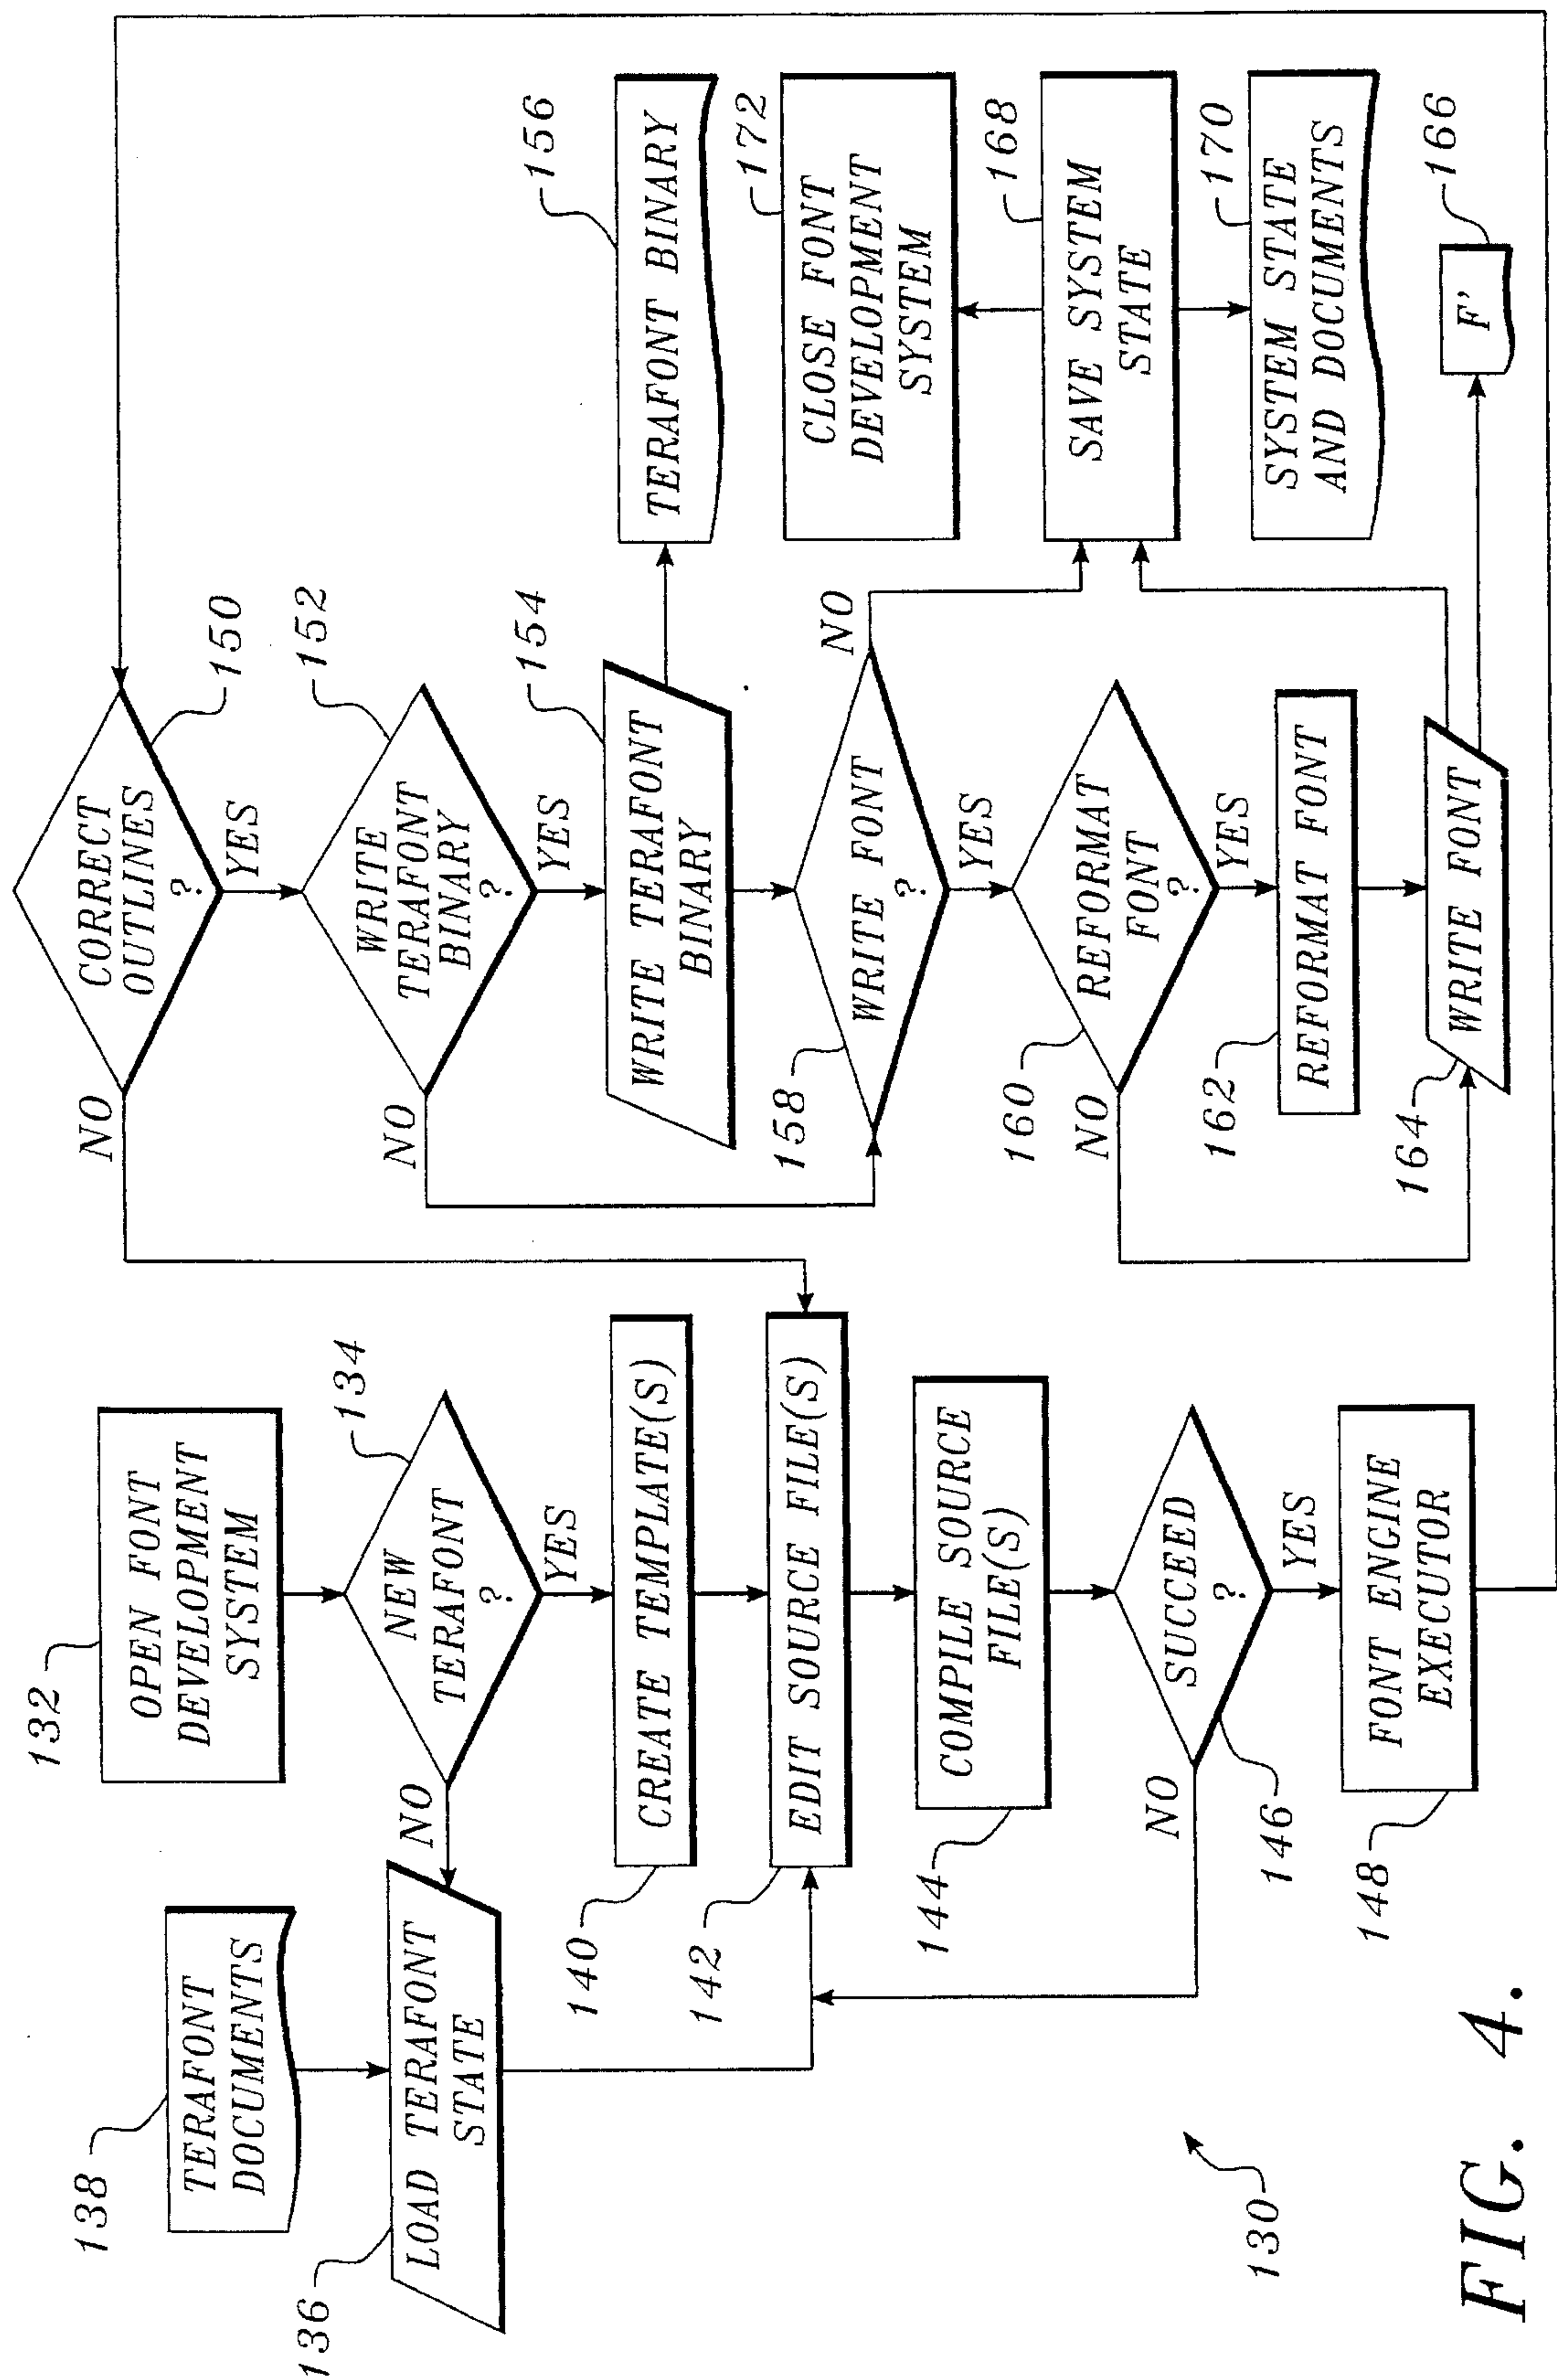 132
OPEN FONT
DEVELOPMENT
SYSTEM
134
NEW
TERAFONT
?
NO
YES
138
TERAFONT
DOCUMENTS
136
LOAD TERAFONT
STATE
140
CREATE TEMPLATE(S)
142
EDIT SOURCE FILE(S)
144
COMPILE SOURCE
FILE(S)
SUCCEED
?
NO
YES
146
148
FONT ENGINE
EXECUTOR
130
FIG. 4.
NO
CORRECT
OUTLINES
?
150
YES
152
WRITE
TERAFONT
BINARY
?
NO
YES
154
WRITE TERAFONT
BINARY
156
TERAFONT BINARY
158
WRITE FONT
?
NO
YES
160
REFORMAT
FONT
?
NO
YES
162
REFORMAT FONT
164
WRITE FONT
172
CLOSE FONT
DEVELOPMENT
SYSTEM
168
SAVE SYSTEM
STATE
170
SYSTEM STATE
AND DOCUMENTS
166
F'